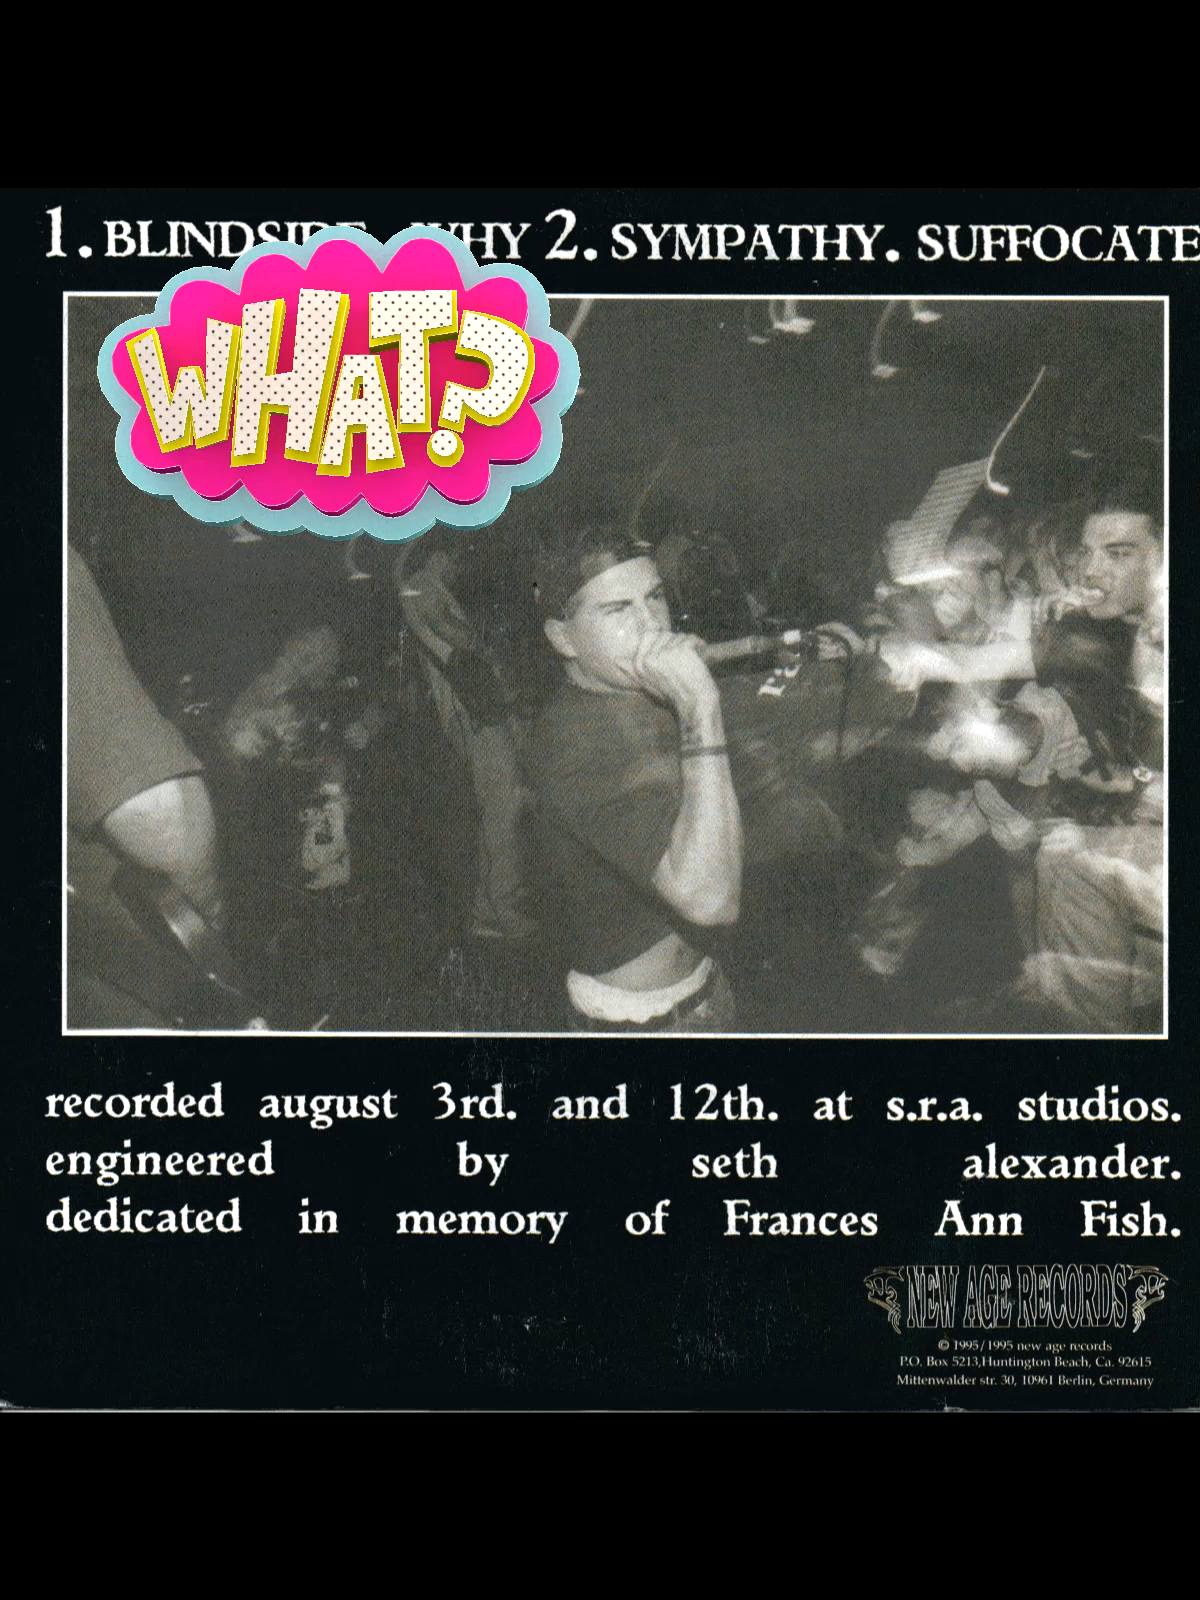 1. BLINDSIDE. WHY 2. SYMPATHY. SUFFOCATE
WHAT?
recorded august 3rd. and 12th. at s.r.a. studios.
engineered by seth alexander.
dedicated in memory of Frances Ann Fish.
NEW AGE RECORDS
© 1995/1995 new age records
P.O. Box 5213,Huntington Beach, Ca. 92615
Mittenwalder str. 30, 10961 Berlin, Germany